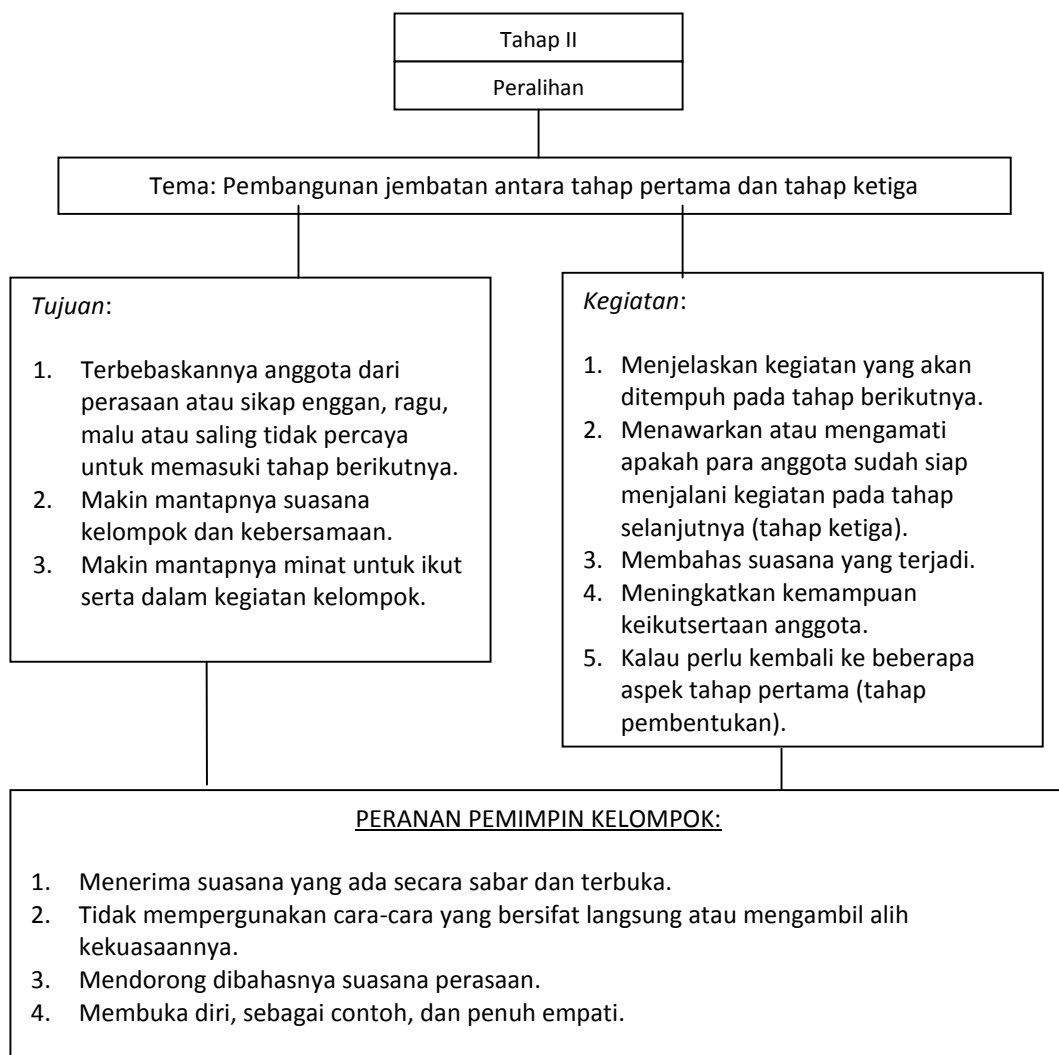 Tahap II
Peralihan
Tema: Pembangunan jembatan antara tahap pertama dan tahap ketiga
Tujuan:
1. Terbebaskannya anggota dari
perasaan atau sikap enggan, ragu,
malu atau saling tidak percaya
untuk memasuki tahap berikutnya.
2. Makin mantapnya suasana
kelompok dan kebersamaan.
3. Makin mantapnya minat untuk ikut
serta dalam kegiatan kelompok.
Kegiatan:
1. Menjelaskan kegiatan yang akan
ditempuh pada tahap berikutnya.
2. Menawarkan atau mengamati
apakah para anggota sudah siap
menjalani kegiatan pada tahap
selanjutnya (tahap ketiga).
3. Membahas suasana yang terjadi.
4. Meningkatkan kemampuan
keikutsertaan anggota.
5. Kalau perlu kembali ke beberapa
aspek tahap pertama (tahap
pembentukan).
PERANAN PEMIMPIN KELOMPOK:
1. Menerima suasana yang ada secara sabar dan terbuka.
2. Tidak mempergunakan cara-cara yang bersifat langsung atau mengambil alih
kekuasaannya.
3. Mendorong dibahasnya suasana perasaan.
4. Membuka diri, sebagai contoh, dan penuh empati.